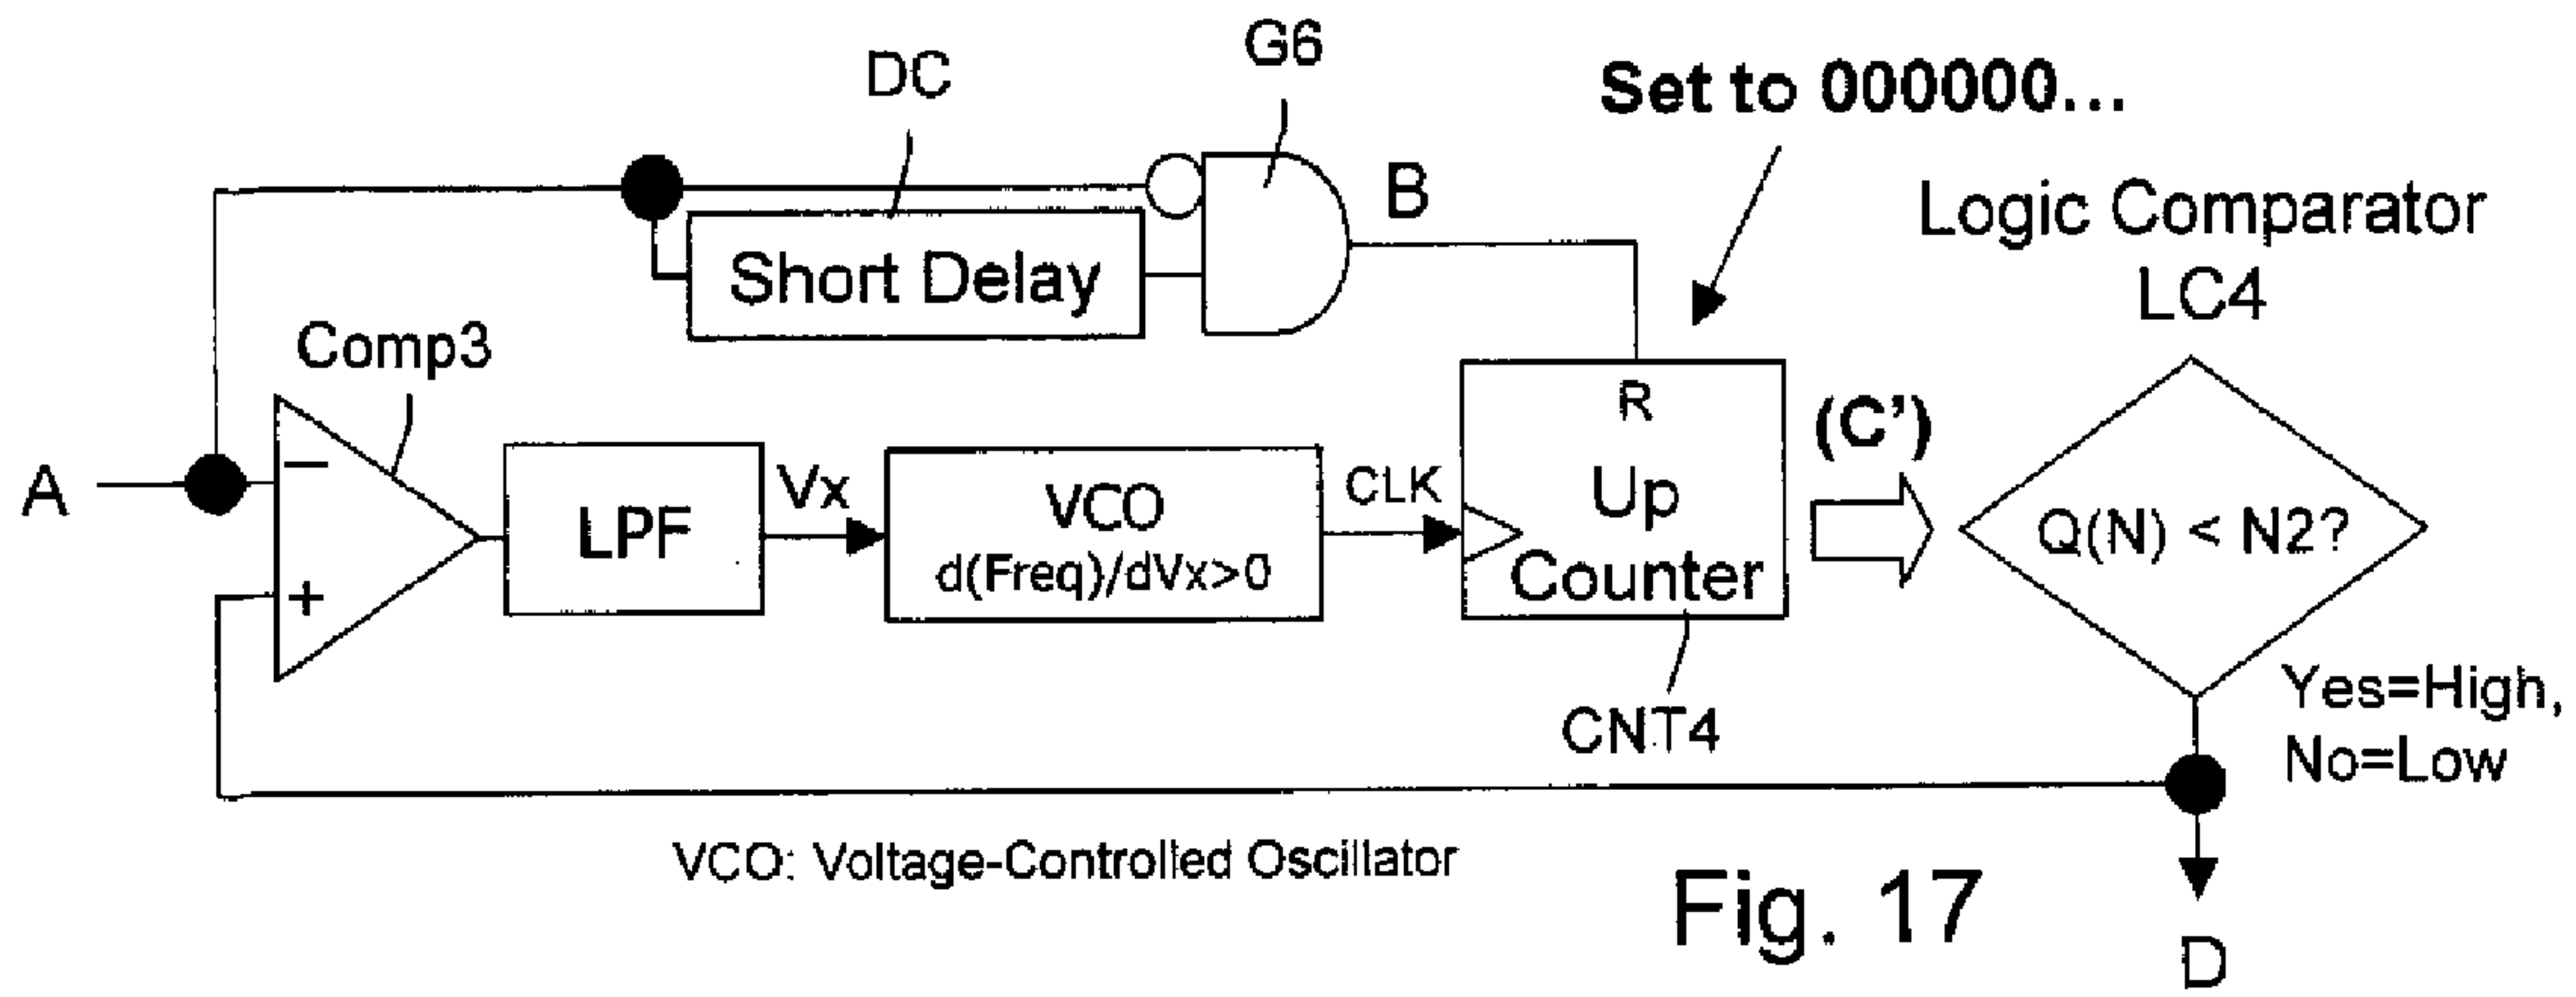 G6
DC
Set to 000000...
B
Logic Comparator
LC4
Short Delay
Comp3
R
(C')
A
−
LPF
Vx
VCO
d(Freq)/dVx>0
CLK
Up
Counter
Q(N) < N2?
+
CNT4
Yes=High,
No=Low
VCO: Voltage-Controlled Oscillator
Fig. 17
D